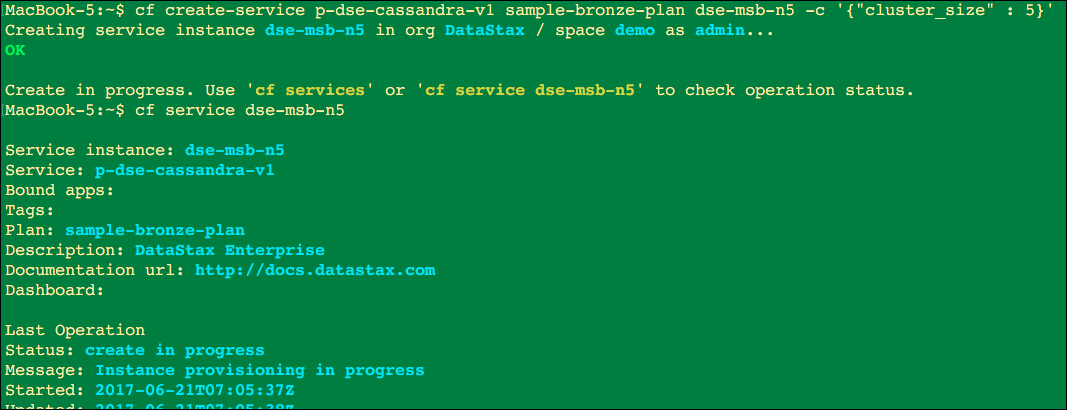 MacBook-5:~$ cf create-service p-dse-cassandra-v1 sample-bronze-plan dse-msb-n5 -c '{"cluster_size" : 5}'
Creating service instance dse-msb-n5 in org DataStax / space demo as admin...
OK
Create in progress. Use 'cf services' or 'cf service dse-msb-n5' to check operation status.
MacBook-5:~$ cf service dse-msb-n5
Service instance: dse-msb-n5
Service: p-dse-cassandra-v1
Bound apps:
Tags:
Plan: sample-bronze-plan
Description: DataStax Enterprise
Documentation url: http://docs.datastax.com
Dashboard:
Last Operation
Status: create in progress
Message: Instance provisioning in progress
Started: 2017-06-21T07:05:37Z
Updated: 2017-06-21T07:05:38Z